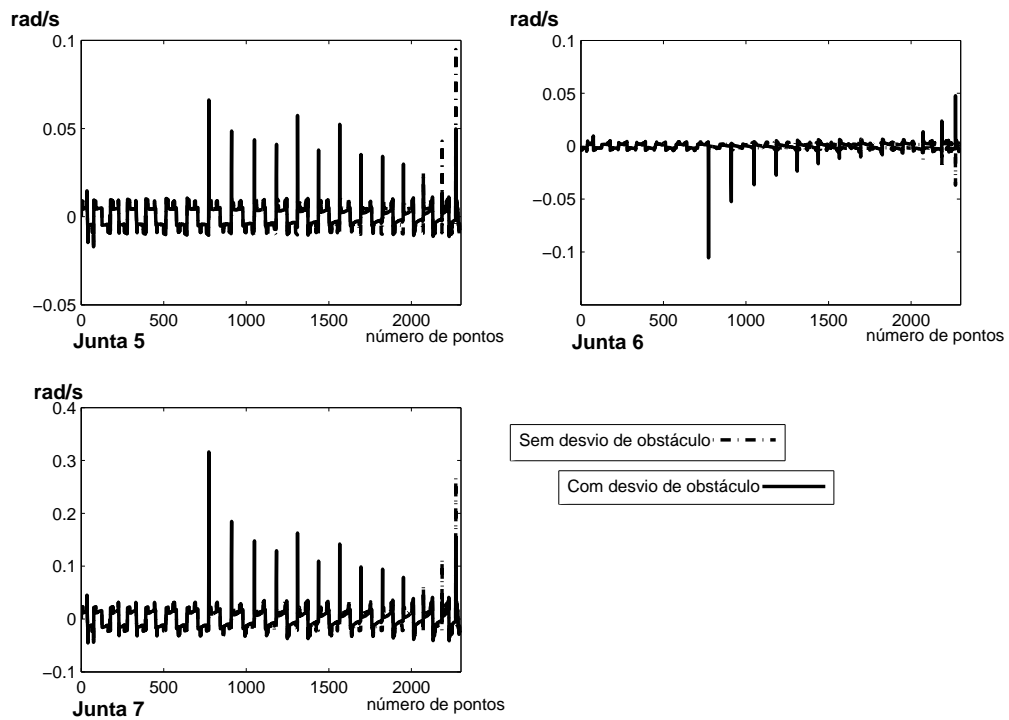 rad/s
0.1
0.05
0
−0.05
0 500 1000 1500 2000
número de pontos
Junta 5
rad/s
0.1
0.05
0
−0.05
−0.1
0 500 1000 1500 2000
número de pontos
Junta 6
rad/s
0.4
0.3
0.2
0.1
0
−0.1
0 500 1000 1500 2000
número de pontos
Junta 7
Sem desvio de obstáculo
Com desvio de obstáculo